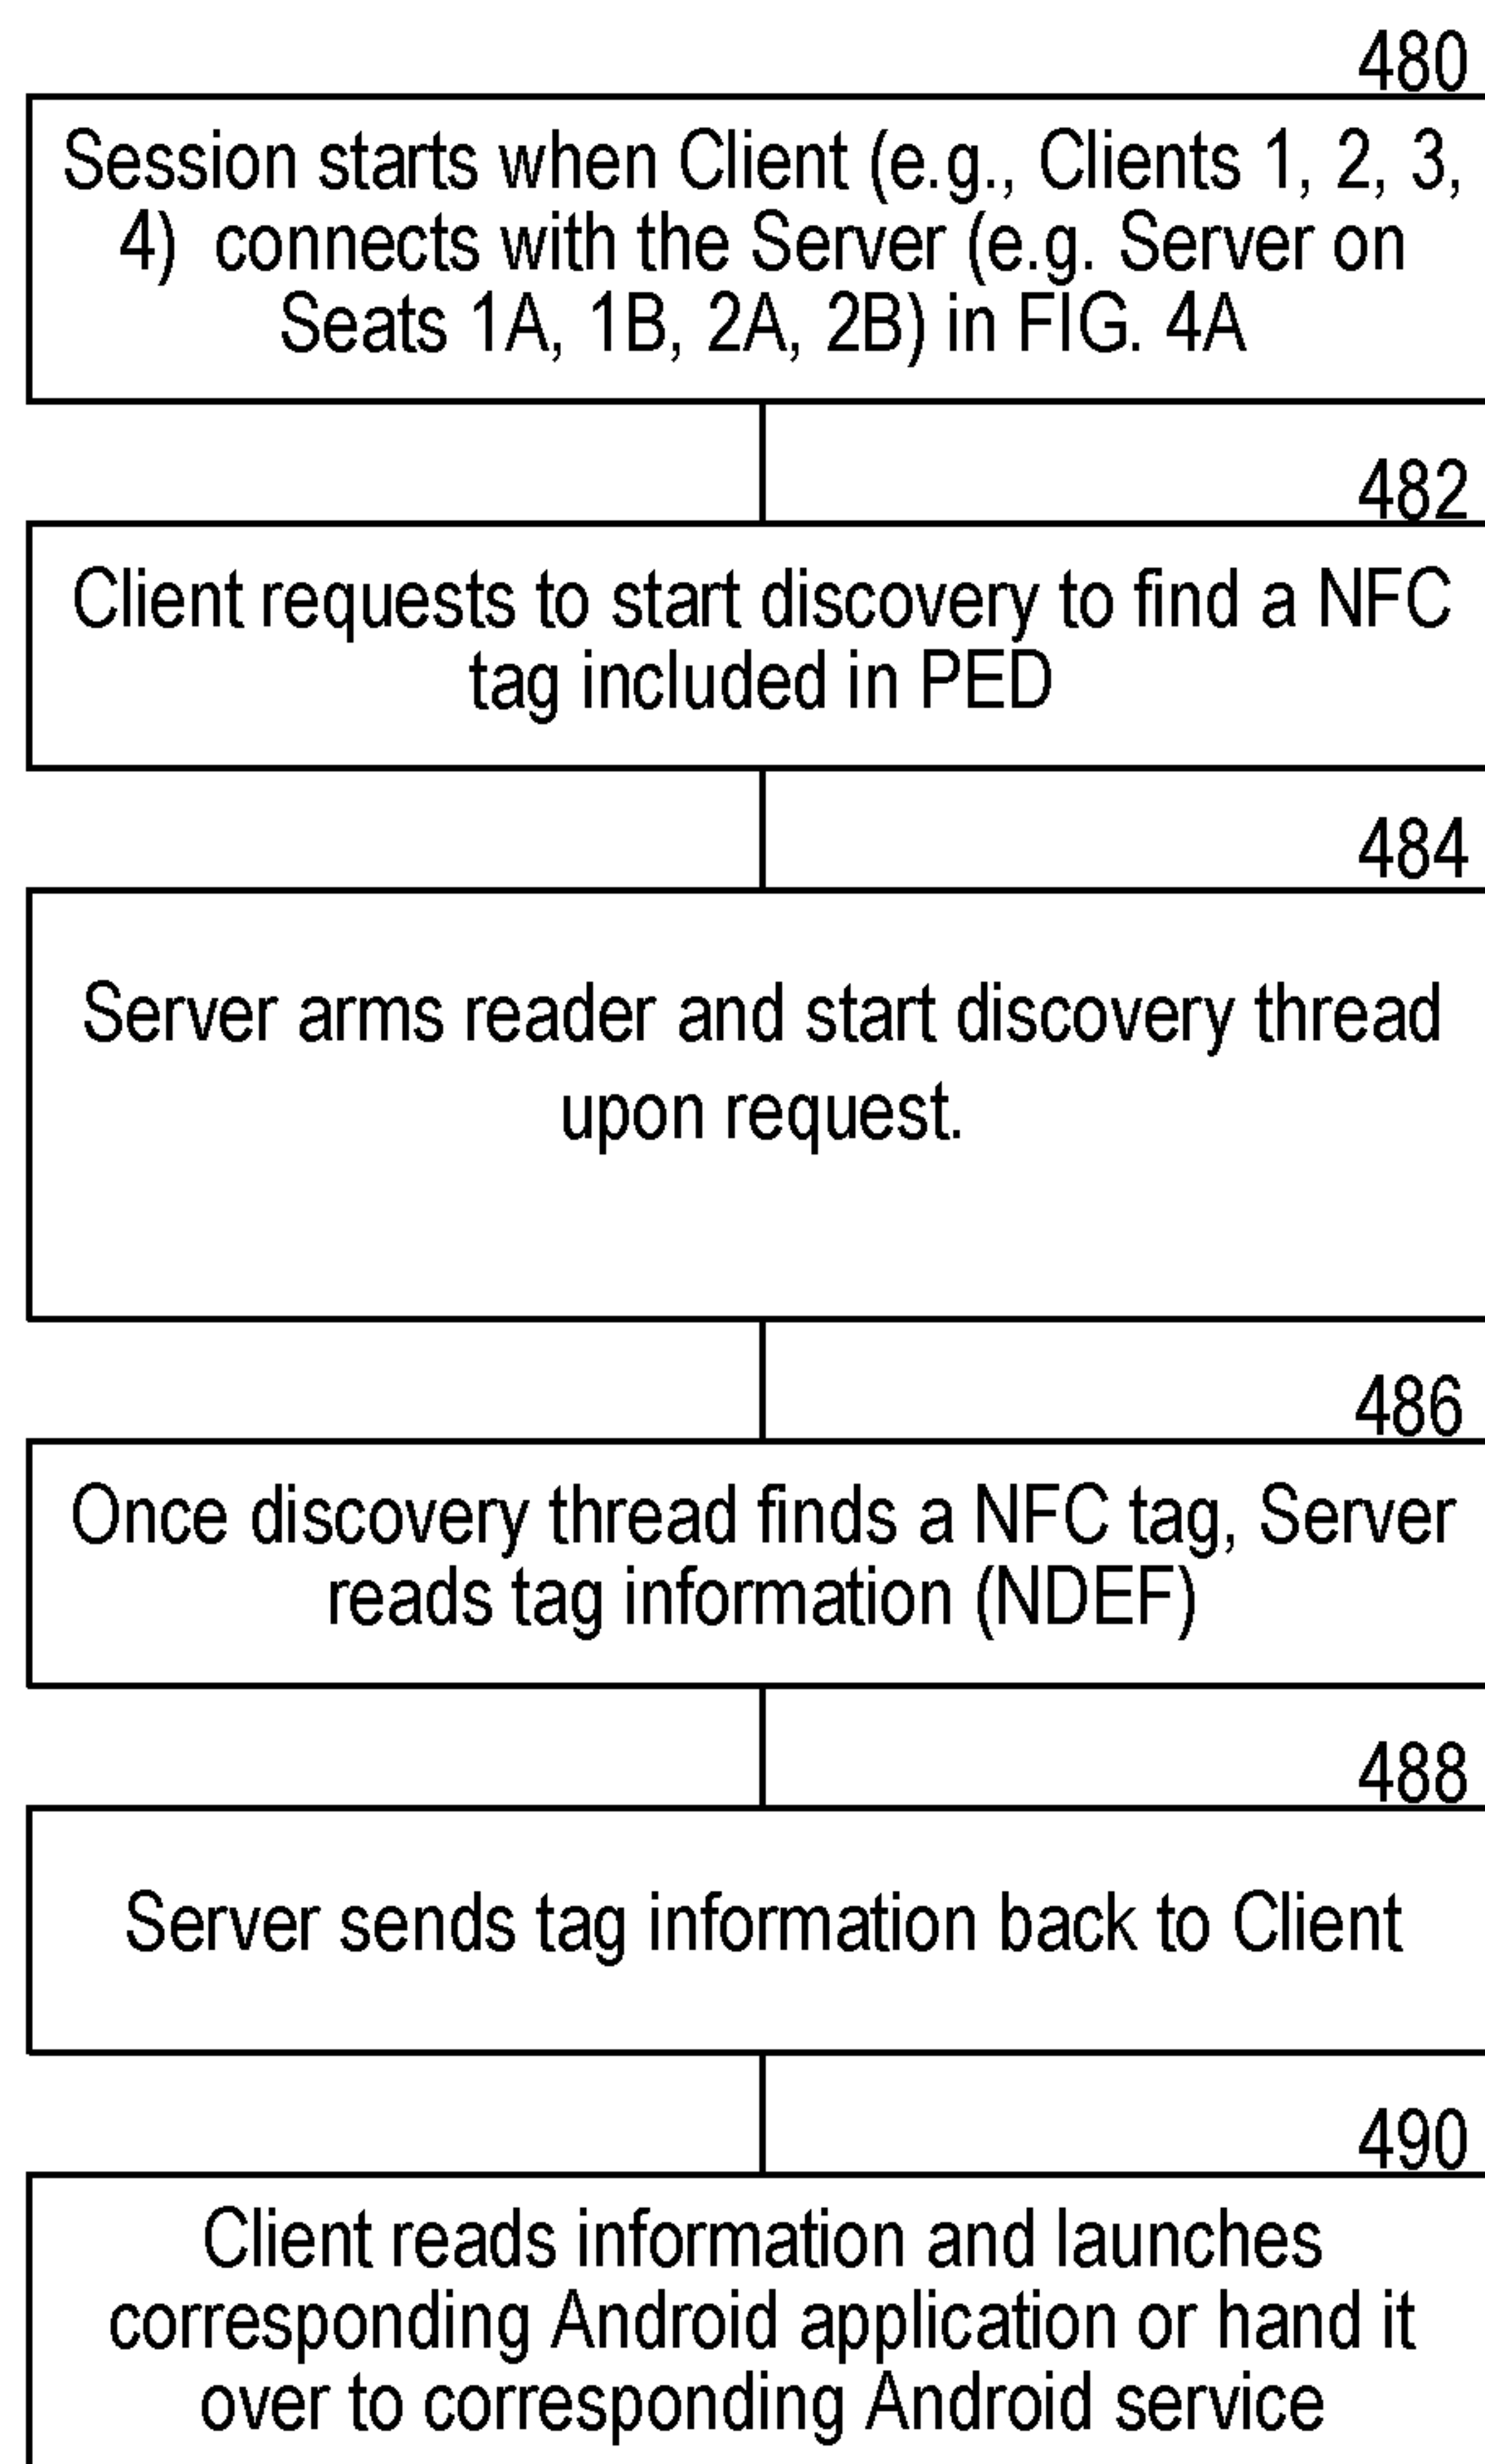 480
Session starts when Client (e.g., Clients 1, 2, 3,
4) connects with the Server (e.g. Server on
Seats 1A, 1B, 2A, 2B) in FIG. 4A
482
Client requests to start discovery to find a NFC
tag included in PED
484
Server arms reader and start discovery thread
upon request.
486
Once discovery thread finds a NFC tag, Server
reads tag information (NDEF)
488
Server sends tag information back to Client
490
Client reads information and launches
corresponding Android application or hand it
over to corresponding Android service